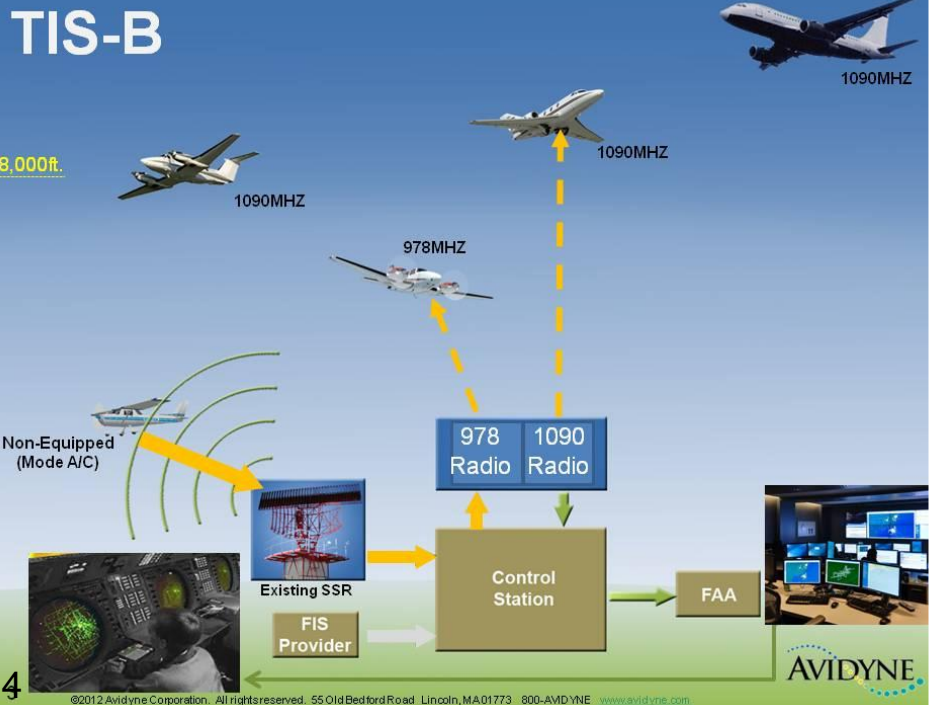 TIS-B
1090MHZ
1090MHZ
8,000ft.
1090MHZ
978MHZ
Non-Equipped
(Mode A/C)
978
Radio
1090
Radio
Existing SSR
Control
Station
FAA
FIS
Provider
AVIDYNE
©2012 Avidyne Corporation. All rights reserved. 55 Old Bedford Road Lincoln, MA 01773 800-AVIDYNE www.avidyne.com